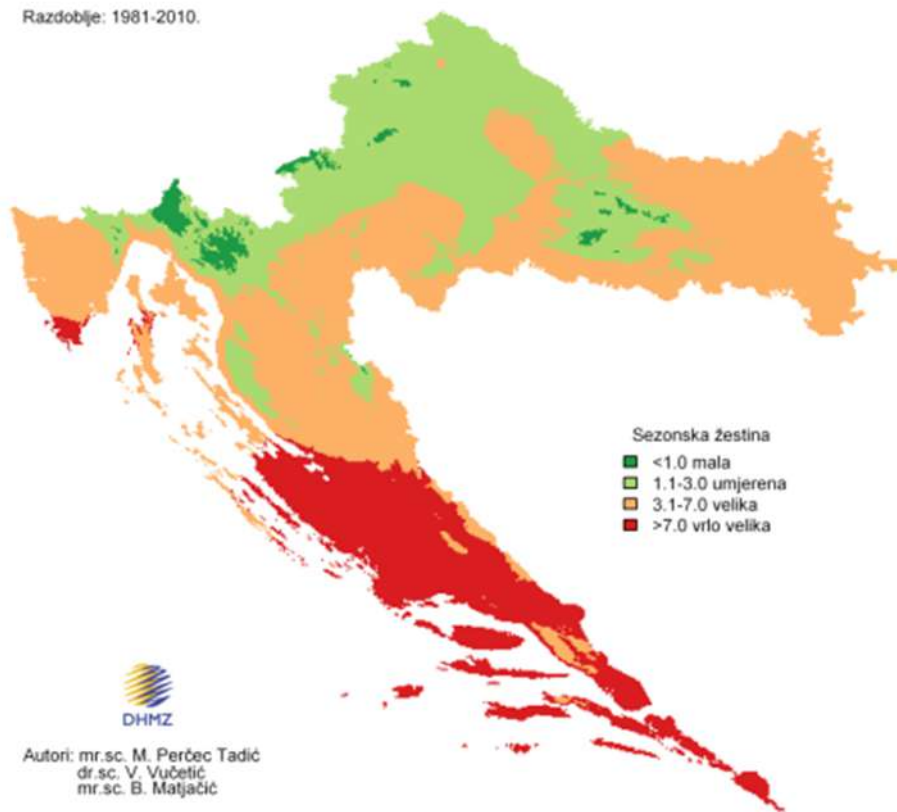 Razdoblje: 1981-2010.
Sezonska žestina
<1.0 mala
1.1-3.0 umjerena
3.1-7.0 velika
>7.0 vrlo velika
DHMZ
Autori: mr.sc. M. Perčec Tadić
dr.sc. V. Vučetić
mr.sc. B. Matjačić